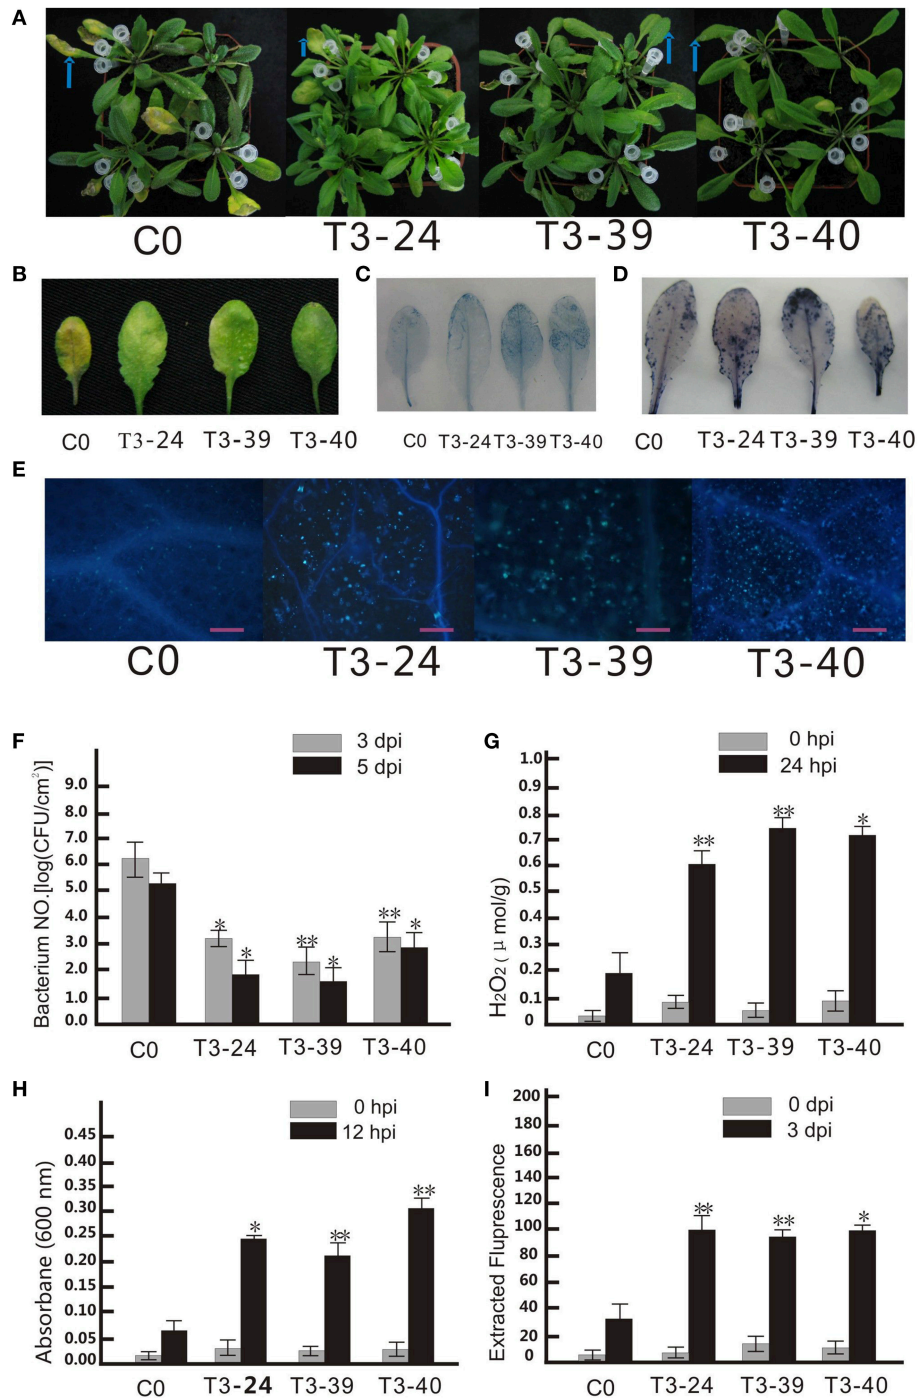 A
C0 T3-24 T3-39 T3-40
B
C0 T3-24 T3-39 T3-40
C
C0 T3-24 T3-39 T3-40
D
C0 T3-24 T3-39 T3-40
E
C0 T3-24 T3-39 T3-40
F
3 dpi
5 dpi
Bacterium NO.[log(CFU/cm²)]
9.0
8.0
7.0
6.0
5.0
4.0
3.0
2.0
1.0
0.0
* * ** * ** *
C0 T3-24 T3-39 T3-40
G
0 hpi
24 hpi
H2O2 ( μ mol/g)
1.0
0.9
0.8
0.7
0.6
0.5
0.4
0.3
0.2
0.1
0
** ** *
C0 T3-24 T3-39 T3-40
H
0 hpi
12 hpi
Absorbane (600 nm)
0.45
0.40
0.35
0.30
0.25
0.20
0.15
0.10
0.05
0.00
* ** **
C0 T3-24 T3-39 T3-40
I
0 dpi
3 dpi
Extracted Fluprescence
200
180
160
140
120
100
80
60
40
20
0
** ** *
C0 T3-24 T3-39 T3-40